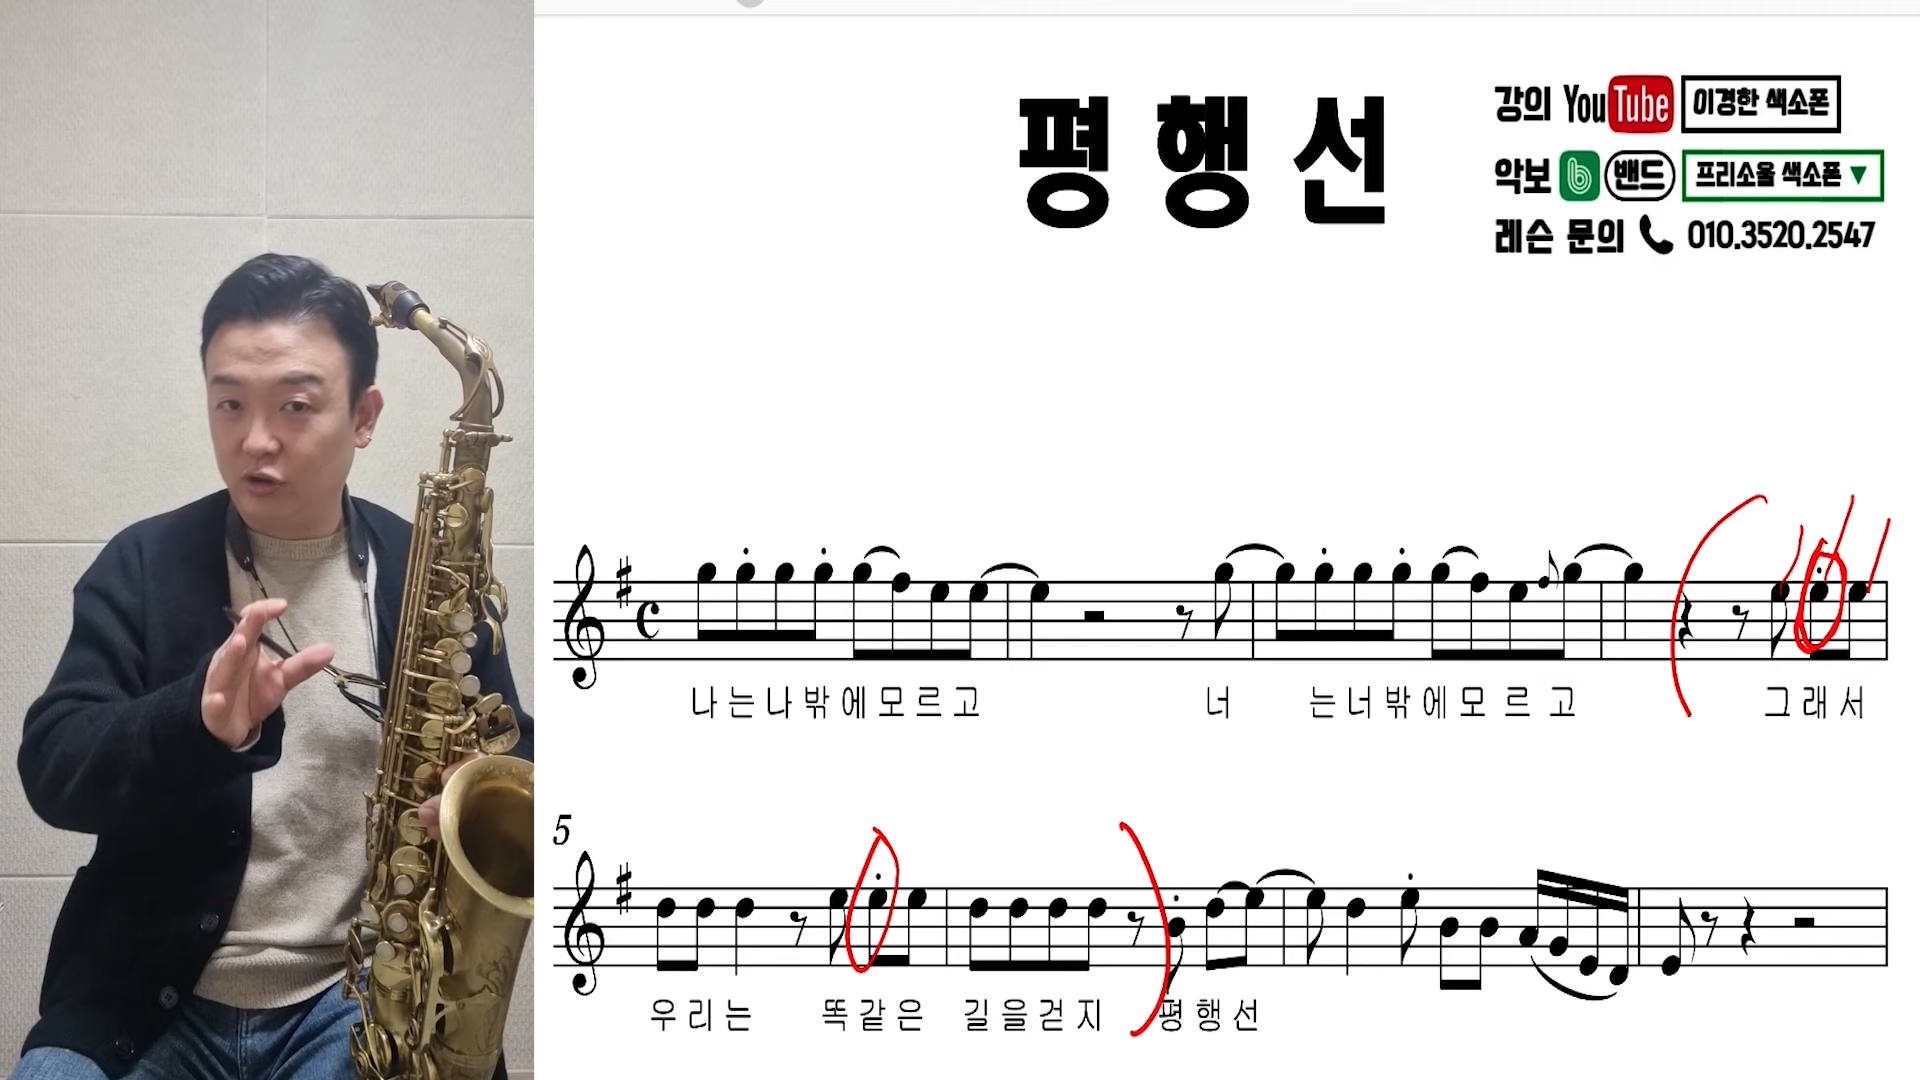 평행선
강의 YouTube 이경한 색소폰
악보 밴드 프리소울 색소폰 ▼
레슨 문의 010.3520.2547
나는나밖에모르고 너 는너밖에모르고 그래서
5
우리는 똑같은 길을걷지 평행선